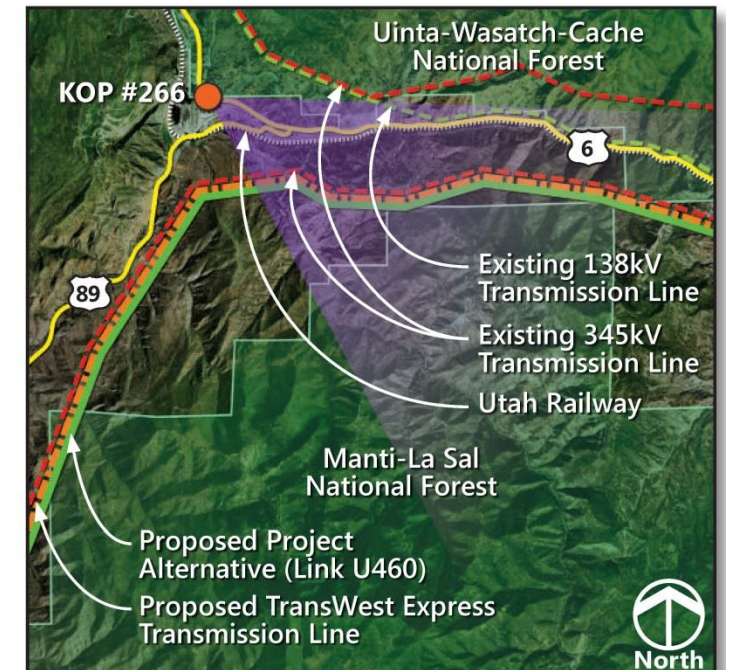 Uinta-Wasatch-Cache
National Forest
KOP #266
6
89
Existing 138kV
Transmission Line
Existing 345kV
Transmission Line
Utah Railway
Manti-La Sal
National Forest
Proposed Project
Alternative (Link U460)
Proposed TransWest Express
Transmission Line
North